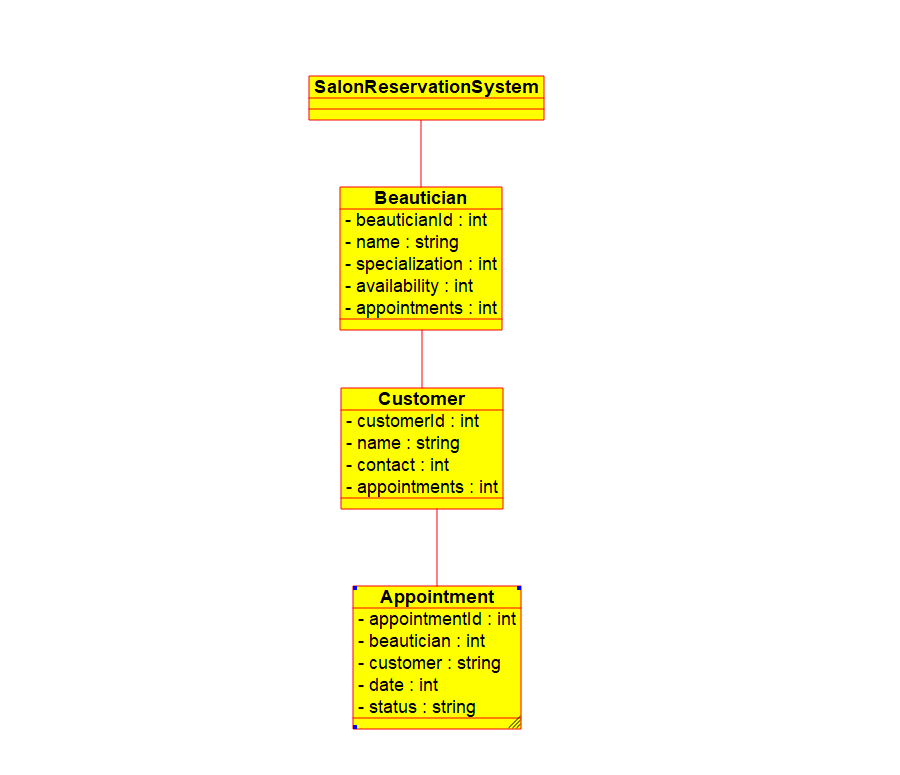 SalonReservationSystem
Beautician
- beauticianId : int
- name : string
- specialization : int
- availability : int
- appointments : int
Customer
- customerId : int
- name : string
- contact : int
- appointments : int
Appointment
- appointmentId : int
- beautician : int
- customer : string
- date : int
- status : string